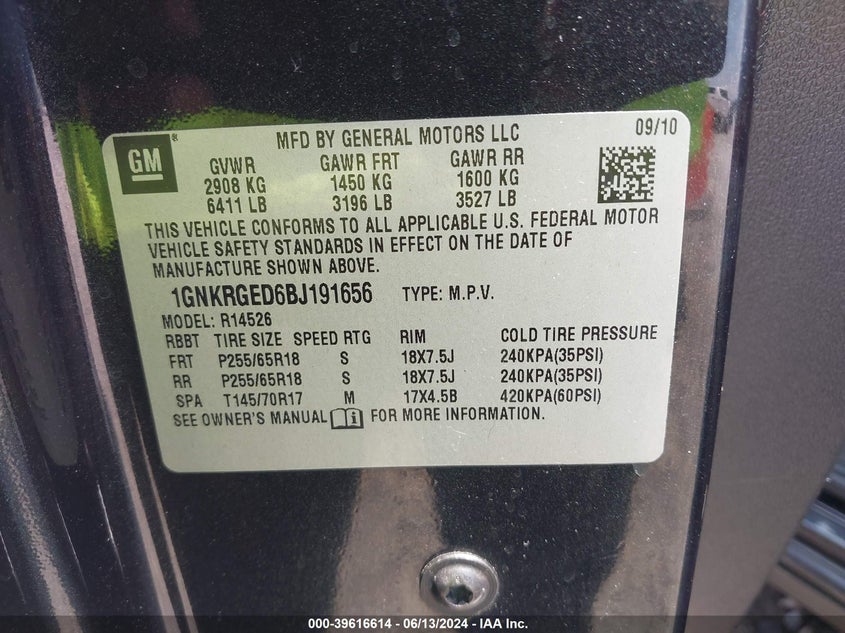 GM® MFD BY GENERAL MOTORS LLC 09/10
GVWR GAWR FRT GAWR RR
2908 KG 1450 KG 1600 KG
6411 LB 3196 LB 3527 LB
THIS VEHICLE CONFORMS TO ALL APPLICABLE U.S. FEDERAL MOTOR
VEHICLE SAFETY STANDARDS IN EFFECT ON THE DATE OF
MANUFACTURE SHOWN ABOVE.
1GNKRGED6BJ191656 TYPE: M.P.V.
MODEL: R14526
RBBT TIRE SIZE SPEED RTG RIM COLD TIRE PRESSURE
FRT P255/65R18 S 18X7.5J 240KPA(35PSI)
RR P255/65R18 S 18X7.5J 240KPA(35PSI)
SPA T145/70R17 M 17X4.5B 420KPA(60PSI)
SEE OWNER'S MANUAL FOR MORE INFORMATION.
000-39616614 - 06/13/2024 - IAA Inc.